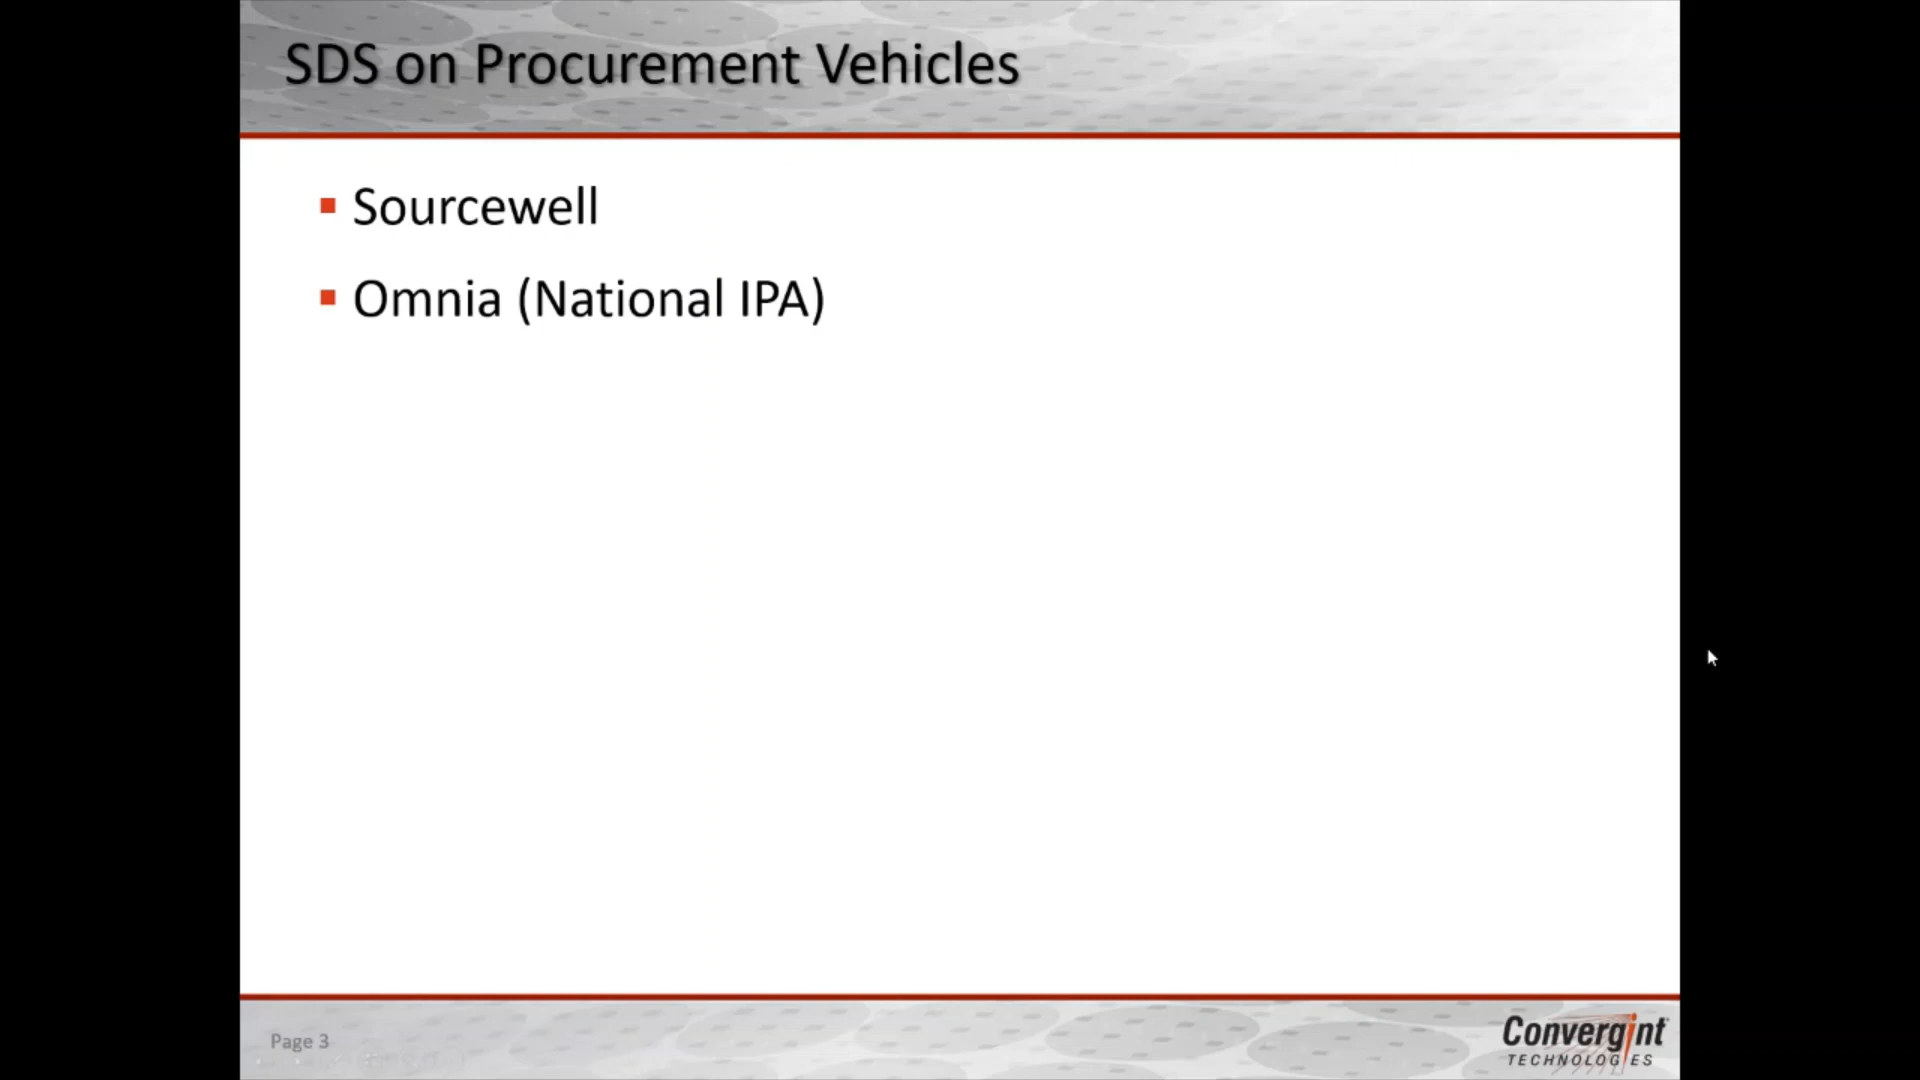 SDS on Procurement Vehicles
Sourcewell
Omnia (National IPA)
Page 3
Convergint
TECHNOLOGIES